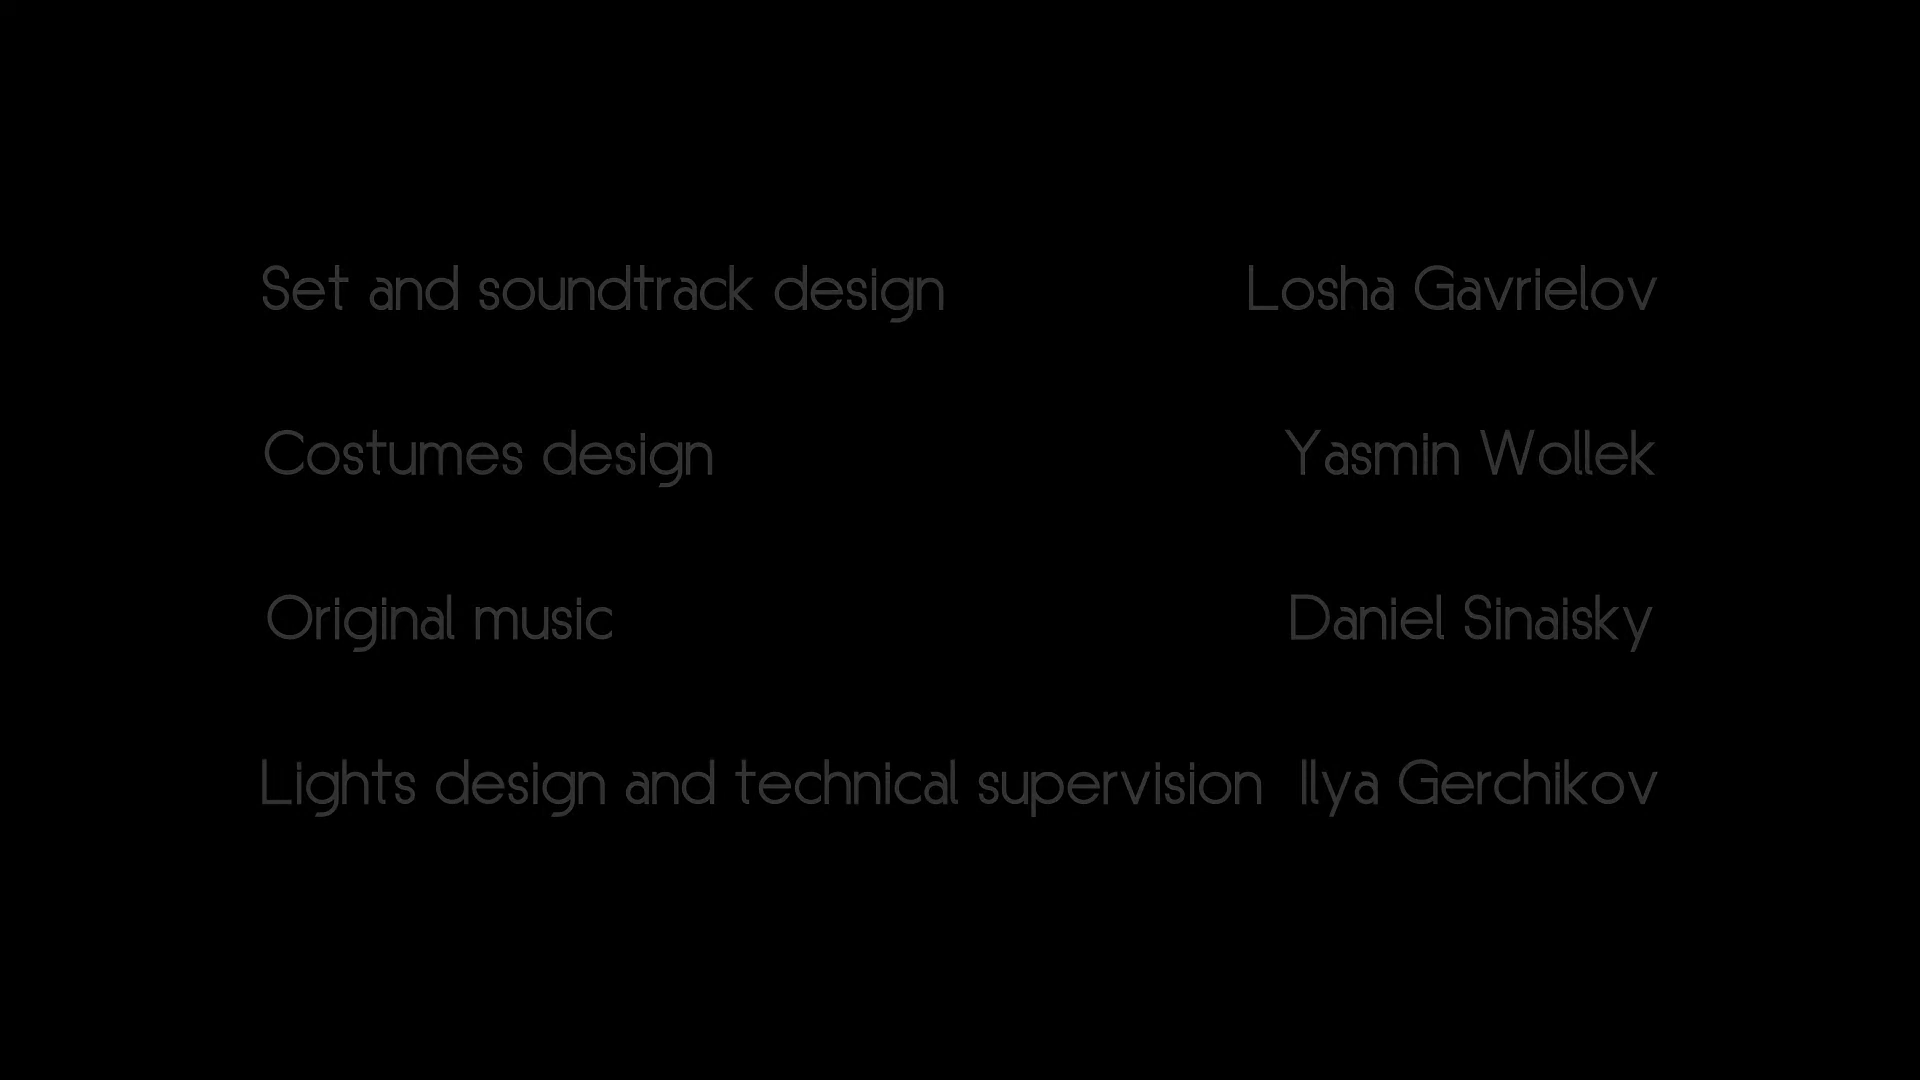 Set and soundtrack design Losha Gavrielov
Costumes design Yasmin Wollek
Original music Daniel Sinaisky
Lights design and technical supervision Ilya Gerchikov